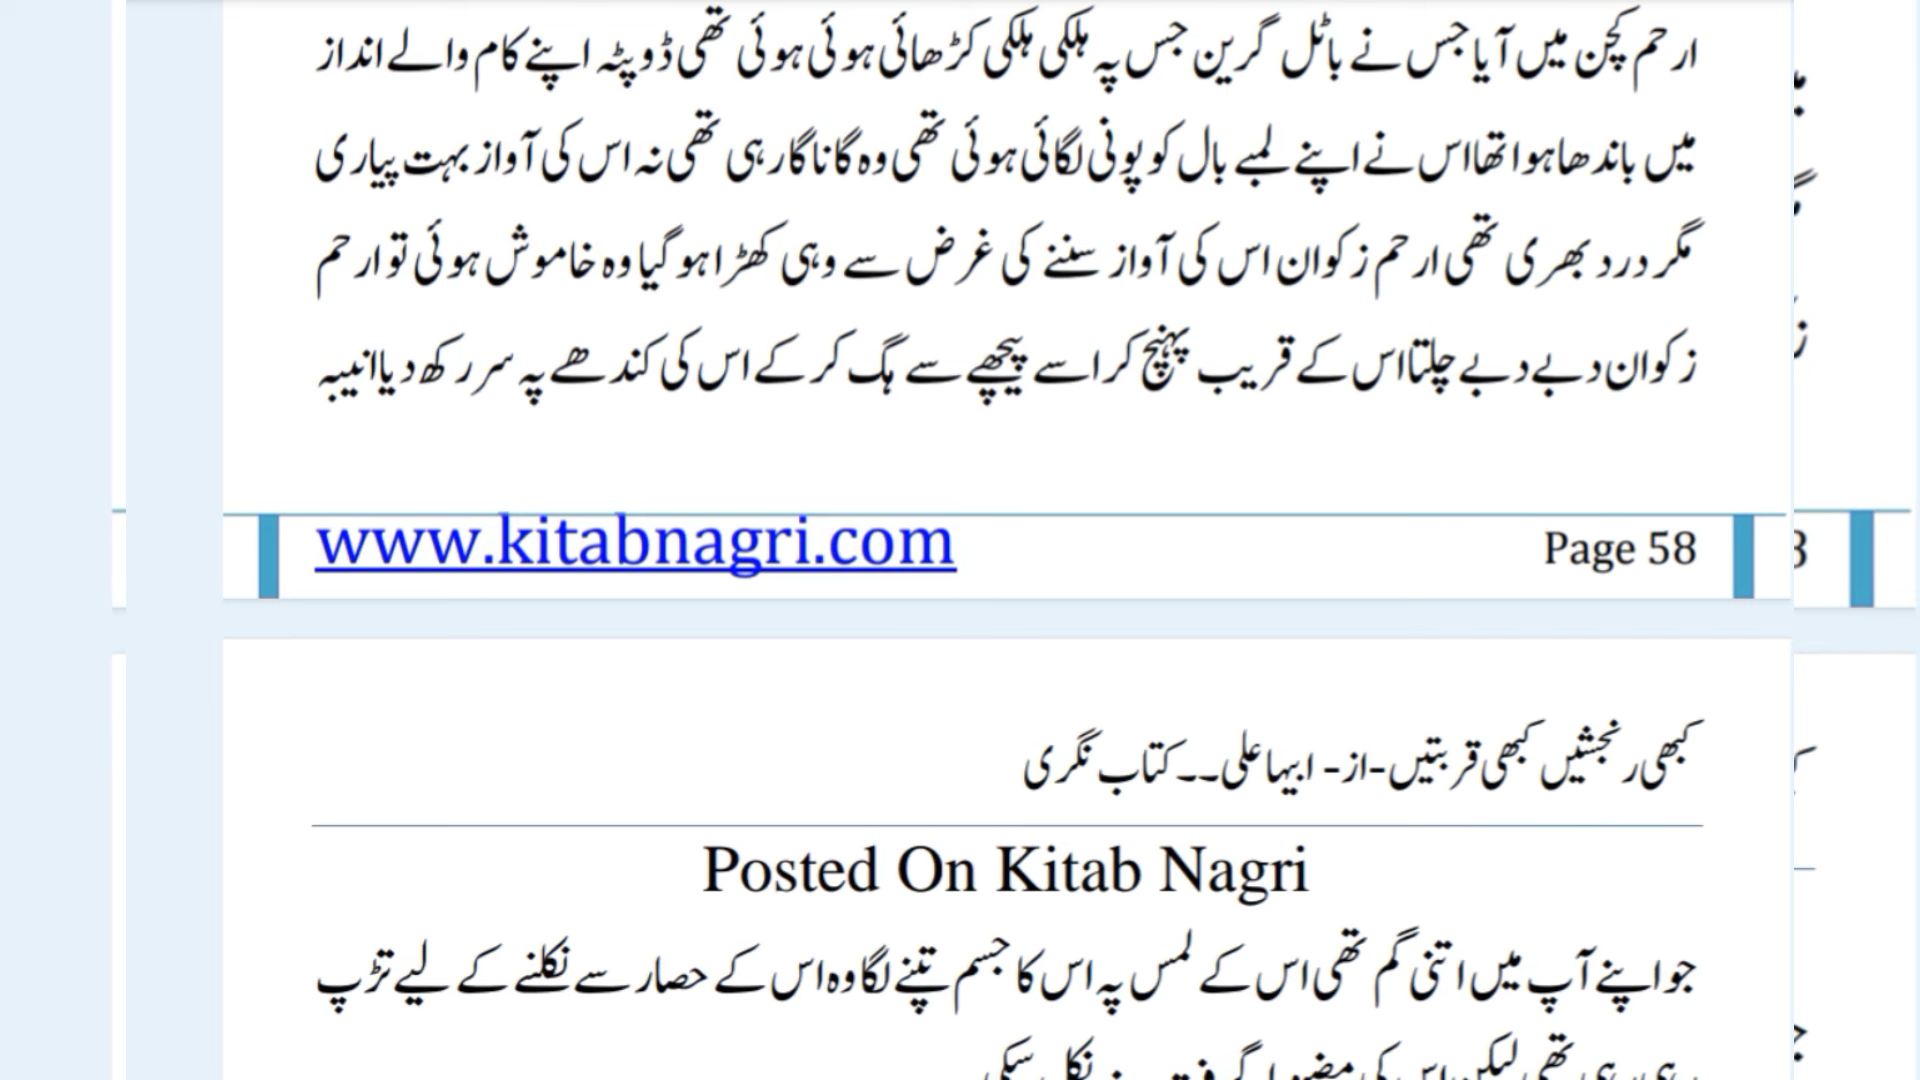 ارحم کچن میں آیا جس نے باٹل گرین جس پہ ہلکی ہلکی کڑھائی ہوئی ہوئی تھی ڈوپٹہ اپنے کام والے انداز
میں باندھا ہوا تھا اس نے اپنے لمبے بال کو پونی لگائی ہوئی تھی وہ گانا گا رہی تھی نہ اس کی آواز بہت پیاری
مگر درد بھری تھی ارحم زکوان اس کی آواز سننے کی غرض سے وہی کھڑا ہو گیا وہ خاموش ہوئی تو ارحم
زکوان دبے دبے چلتا اس کے قریب پہنچ کر اسے پیچھے سے ہگ کر کے اس کی کندھے پہ سر رکھ دیا انیبہ
www.kitabnagri.com Page 58
کبھی رنجشیں کبھی قربتیں-از- ابیہا علی۔۔کتاب نگری
Posted On Kitab Nagri
جو اپنے آپ میں اتنی گم تھی اس کے لمس پہ اس کا جسم تپنے لگا وہ اس کے حصار سے نکلنے کے لیے تڑپ